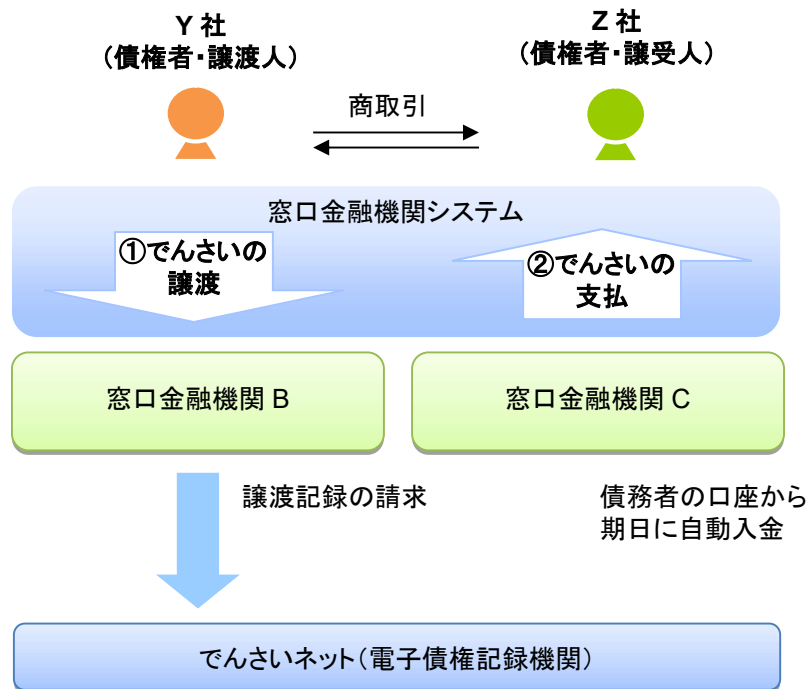 Y 社
(債権者・譲渡人)
Z 社
(債権者・譲受人)
商取引
窓口金融機関システム
①でんさいの
譲渡
②でんさいの
支払
窓口金融機関 B
窓口金融機関 C
譲渡記録の請求
債務者の口座から
期日に自動入金
でんさいネット(電子債権記録機関)